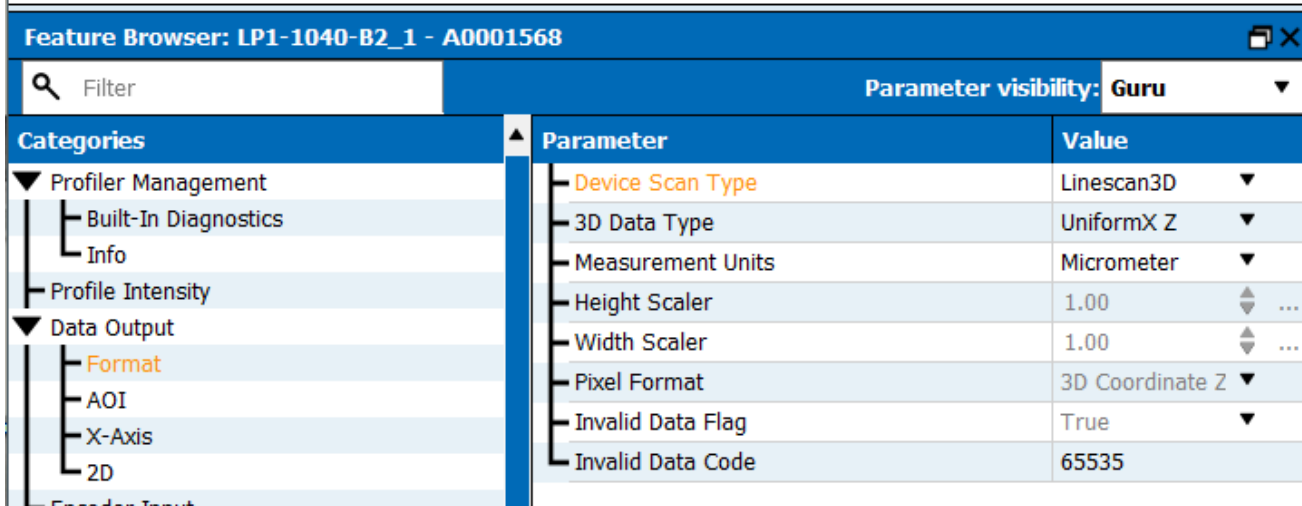 Feature Browser: LP1-1040-B2_1 - A0001568
Filter
Parameter visibility: Guru
Categories
Profiler Management
Built-In Diagnostics
Info
Profile Intensity
Data Output
Format
AOI
X-Axis
2D
Encoder Input
Parameter Value
Device Scan Type Linescan3D
3D Data Type UniformX Z
Measurement Units Micrometer
Height Scaler 1.00 ...
Width Scaler 1.00 ...
Pixel Format 3D Coordinate Z
Invalid Data Flag True
Invalid Data Code 65535